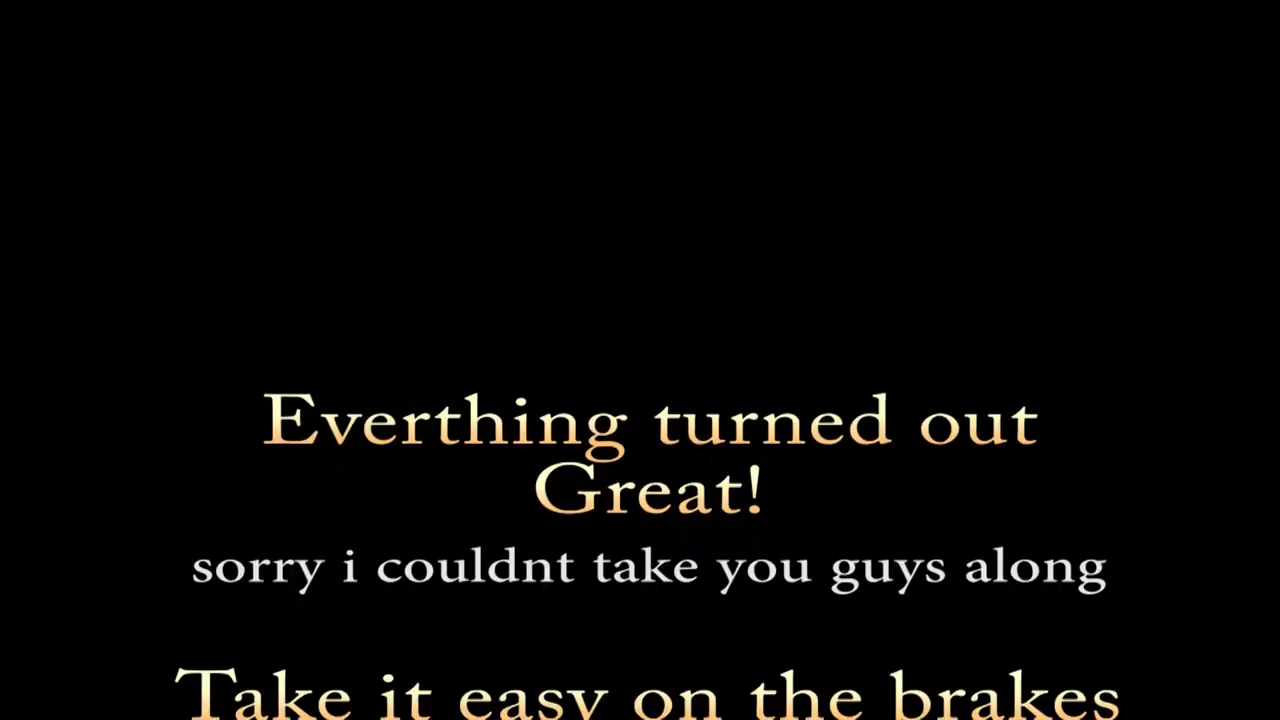 Everthing turned out
Great!
sorry i couldnt take you guys along
Take it easy on the brakes